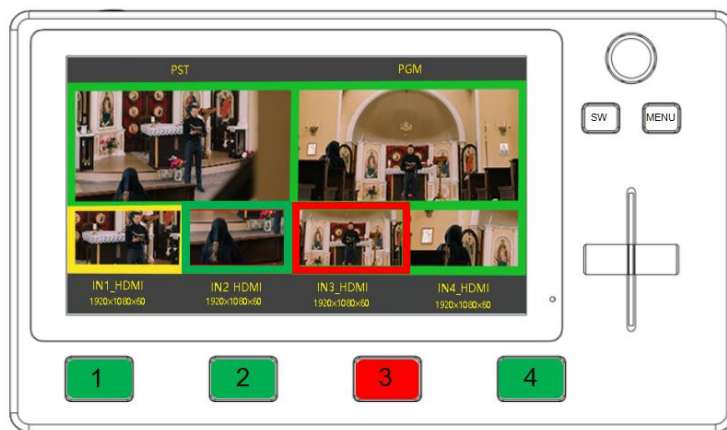 PST PGM
SW MENU
IN1_HDMI IN2 HDMI IN3_HDMI IN4_HDMI
1920×1080×60 1920×1080×60 1920×1080×60 1920×1080×60
1 2 3 4